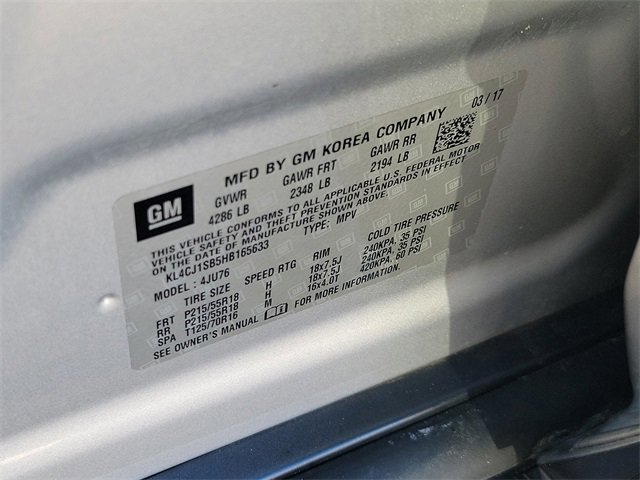 GM
MFD BY GM KOREA COMPANY 03 / 17
GVWR GAWR FRT GAWR RR
4286 LB 2348 LB 2194 LB
THIS VEHICLE CONFORMS TO ALL APPLICABLE U.S. FEDERAL MOTOR
VEHICLE SAFETY AND THEFT PREVENTION STANDARDS IN EFFECT
ON THE DATE OF MANUFACTURE SHOWN ABOVE.
KL4CJ1SB5HB165633 TYPE: MPV
MODEL: 4JU76
TIRE SIZE SPEED RTG RIM COLD TIRE PRESSURE
FRT P215/55R18 H 18x7.5J 240KPA, 35 PSI
RR P215/55R18 H 18x7.5J 240KPA, 35 PSI
SPA T125/70R16 M 16x4.0T 420KPA, 60 PSI
SEE OWNER'S MANUAL FOR MORE INFORMATION.